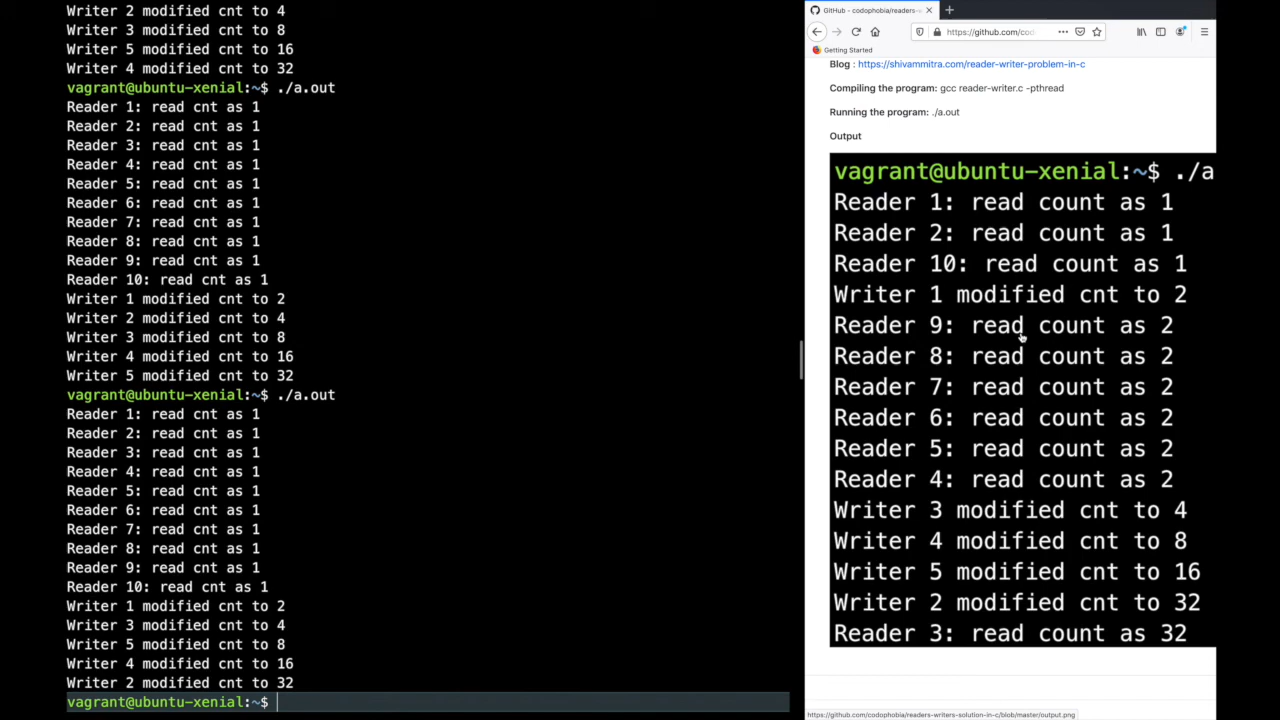 Writer 2 modified cnt to 4
Writer 3 modified cnt to 8
Writer 5 modified cnt to 16
Writer 4 modified cnt to 32
vagrant@ubuntu-xenial:~$ ./a.out
Reader 1: read cnt as 1
Reader 2: read cnt as 1
Reader 3: read cnt as 1
Reader 4: read cnt as 1
Reader 5: read cnt as 1
Reader 6: read cnt as 1
Reader 7: read cnt as 1
Reader 8: read cnt as 1
Reader 9: read cnt as 1
Reader 10: read cnt as 1
Writer 1 modified cnt to 2
Writer 2 modified cnt to 4
Writer 3 modified cnt to 8
Writer 4 modified cnt to 16
Writer 5 modified cnt to 32
vagrant@ubuntu-xenial:~$ ./a.out
Reader 1: read cnt as 1
Reader 2: read cnt as 1
Reader 3: read cnt as 1
Reader 4: read cnt as 1
Reader 5: read cnt as 1
Reader 6: read cnt as 1
Reader 7: read cnt as 1
Reader 8: read cnt as 1
Reader 9: read cnt as 1
Reader 10: read cnt as 1
Writer 1 modified cnt to 2
Writer 3 modified cnt to 4
Writer 5 modified cnt to 8
Writer 4 modified cnt to 16
Writer 2 modified cnt to 32
vagrant@ubuntu-xenial:~$
GitHub - codophobia/readers-
https://github.com/cod
Getting Started
Blog : https://shivammitra.com/reader-writer-problem-in-c
Compiling the program: gcc reader-writer.c -pthread
Running the program: ./a.out
Output
vagrant@ubuntu-xenial:~$ ./a
Reader 1: read count as 1
Reader 2: read count as 1
Reader 10: read count as 1
Writer 1 modified cnt to 2
Reader 9: read count as 2
Reader 8: read count as 2
Reader 7: read count as 2
Reader 6: read count as 2
Reader 5: read count as 2
Reader 4: read count as 2
Writer 3 modified cnt to 4
Writer 4 modified cnt to 8
Writer 5 modified cnt to 16
Writer 2 modified cnt to 32
Reader 3: read count as 32
https://github.com/codophobia/readers-writers-solution-in-c/blob/master/output.png